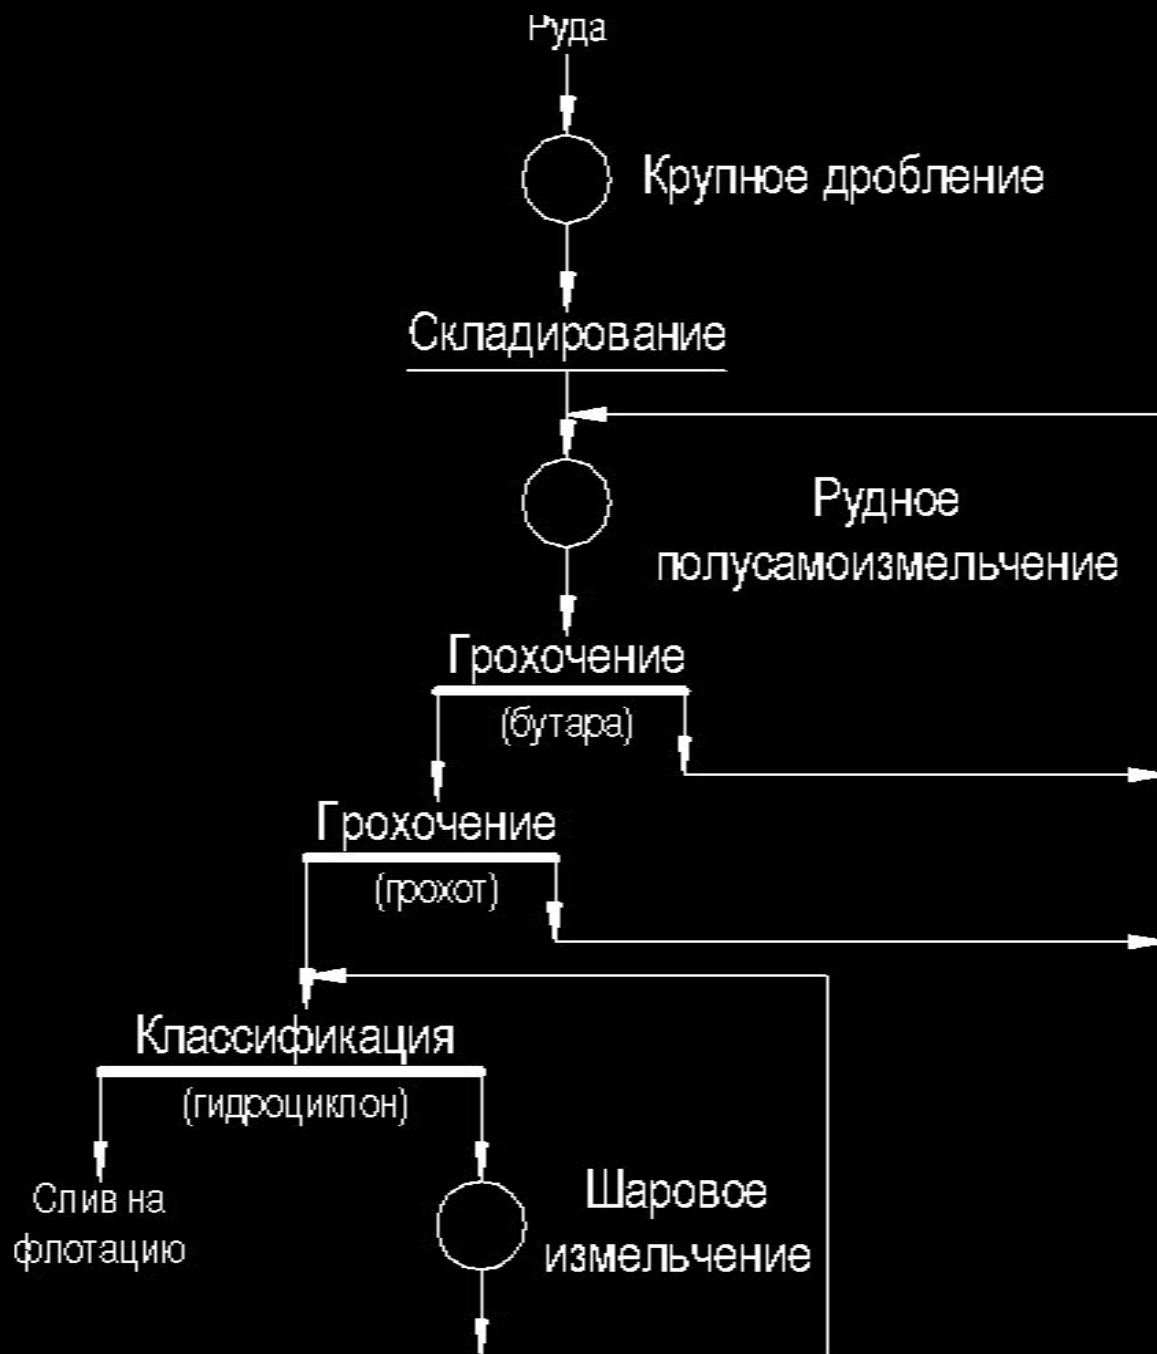 Руда
Крупное дробление
Складирование
Рудное
полусамоизмельчение
Грохочение
(бутара)
Грохочение
(грохот)
Классификация
(гидроциклон)
Слив на
флотацию
Шаровое
измельчение